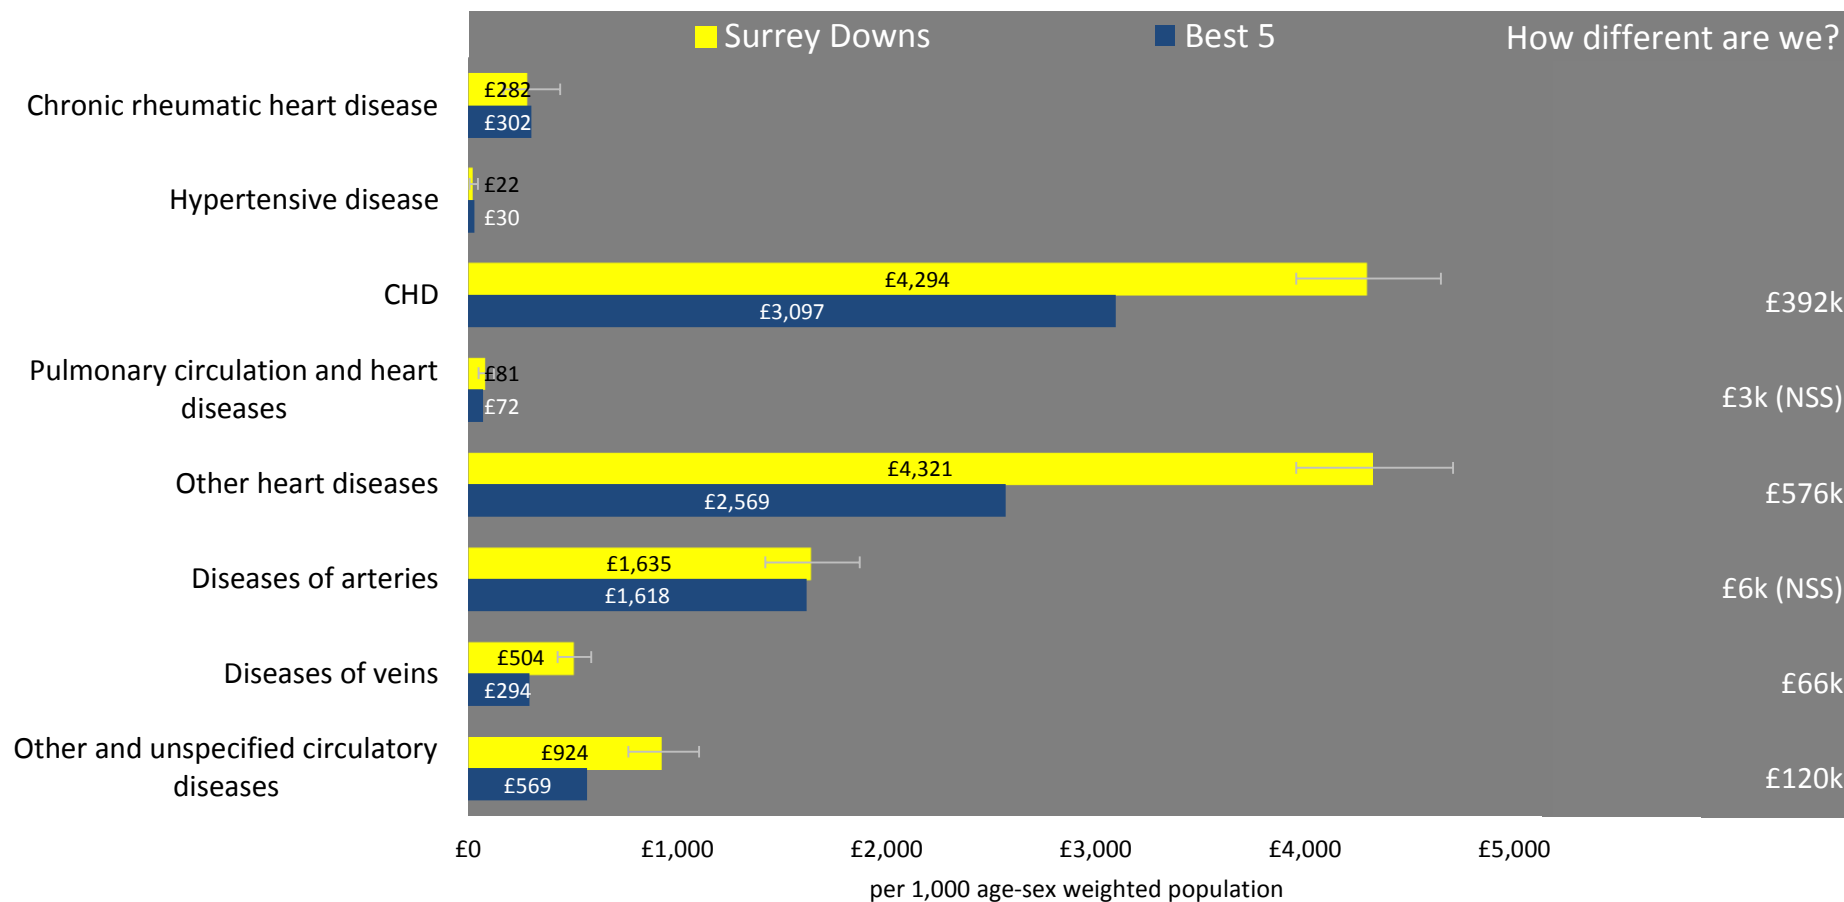 Surrey Downs
Best 5
How different are we?
Chronic rheumatic heart disease
£282
£302
Hypertensive disease
£22
£30
CHD
£4,294
£3,097
£392k
Pulmonary circulation and heart
diseases
£81
£72
£3k (NSS)
Other heart diseases
£4,321
£2,569
£576k
Diseases of arteries
£1,635
£1,618
£6k (NSS)
Diseases of veins
£504
£294
£66k
Other and unspecified circulatory
diseases
£924
£569
£120k
£0
£1,000
£2,000
£3,000
£4,000
£5,000
per 1,000 age-sex weighted population